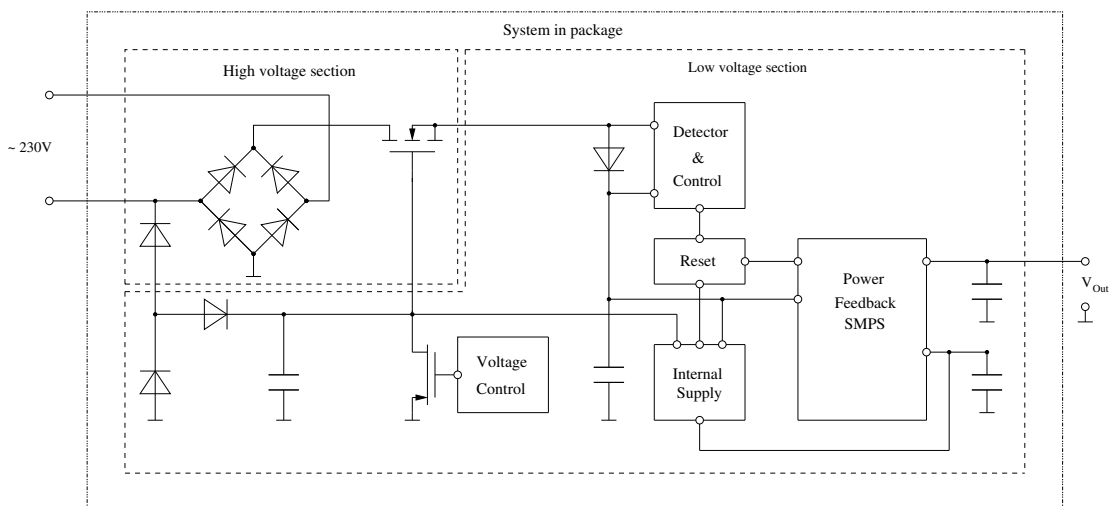 System in package
High voltage section
Low voltage section
~ 230V
Detector
&
Control
Reset
Power
Feedback
SMPS
V_Out
Voltage
Control
Internal
Supply